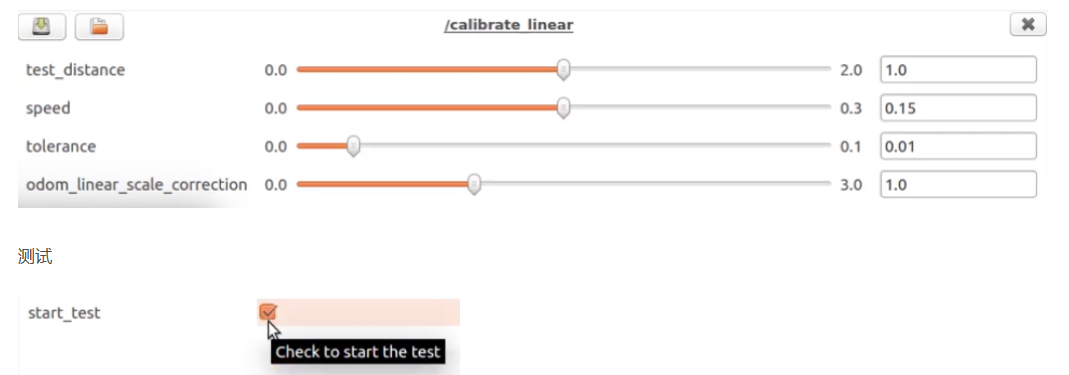 /calibrate_linear
test_distance 0.0 2.0 1.0
speed 0.0 0.3 0.15
tolerance 0.0 0.1 0.01
odom_linear_scale_correction 0.0 3.0 1.0
测试
start_test
Check to start the test